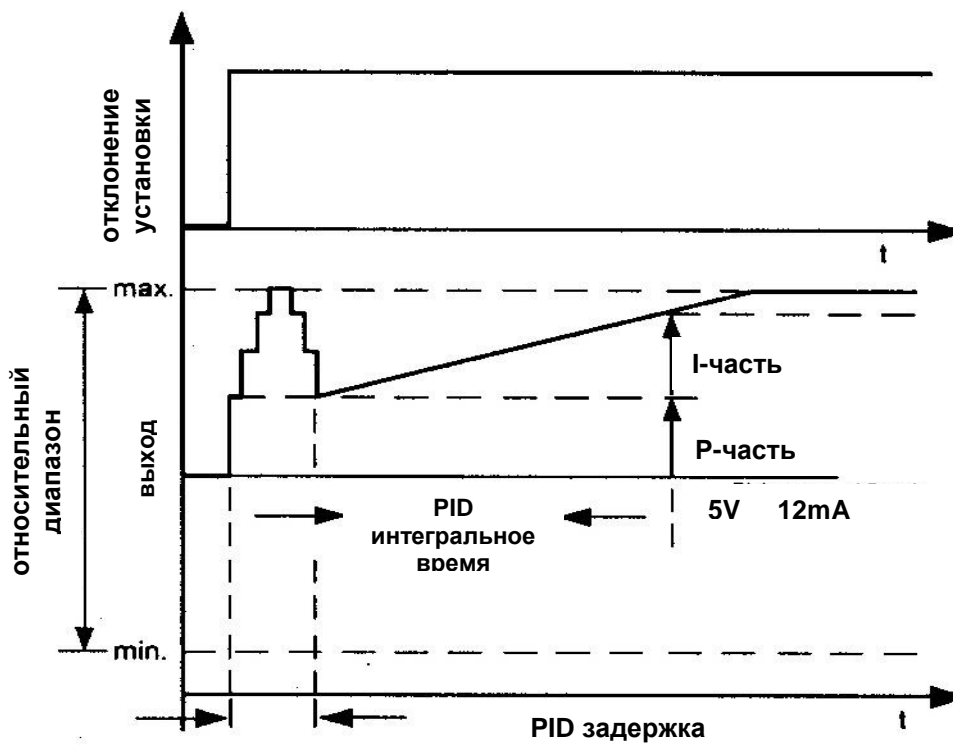 отклонение
установки
t
max.
I-часть
P-часть
относительный
диапазон
выход
5V 12mA
PID
интегральное
время
min.
PID задержка
t